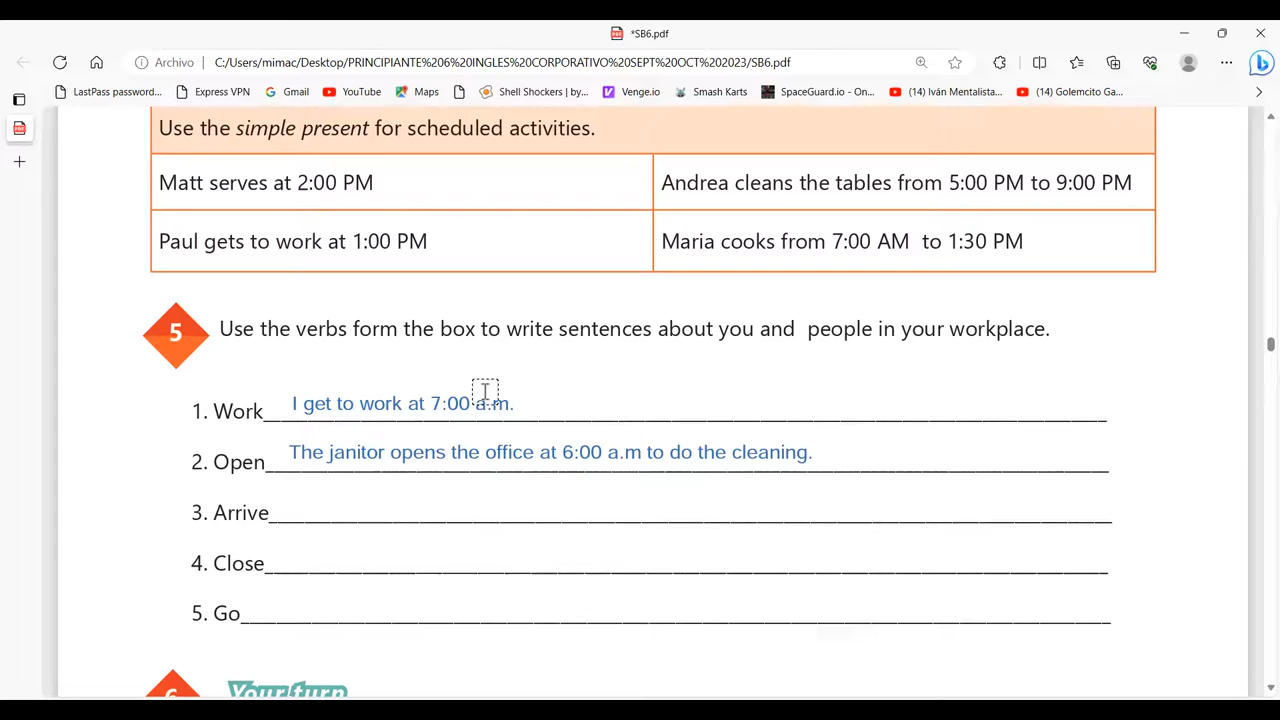 *SB6.pdf
Archivo
C:/Users/mimac/Desktop/PRINCIPIANTE%206%20INGLES%20CORPORATIVO%20SEPT%20OCT%202023/SB6.pdf
LastPass password... Express VPN Gmail YouTube Maps Shell Shockers | by... Venge.io Smash Karts SpaceGuard.io - On... (14) Iván Mentalista... (14) Golemcito Ga...
Use the simple present for scheduled activities.
Matt serves at 2:00 PM
Andrea cleans the tables from 5:00 PM to 9:00 PM
Paul gets to work at 1:00 PM
Maria cooks from 7:00 AM to 1:30 PM
5 Use the verbs form the box to write sentences about you and people in your workplace.
1. Work I get to work at 7:00 a.m.
2. Open The janitor opens the office at 6:00 a.m to do the cleaning.
3. Arrive
4. Close
5. Go
6 Your turn